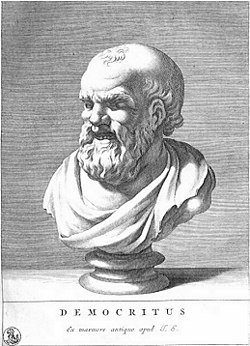 DEMOCRITUS
Ex marmore antiquo apud